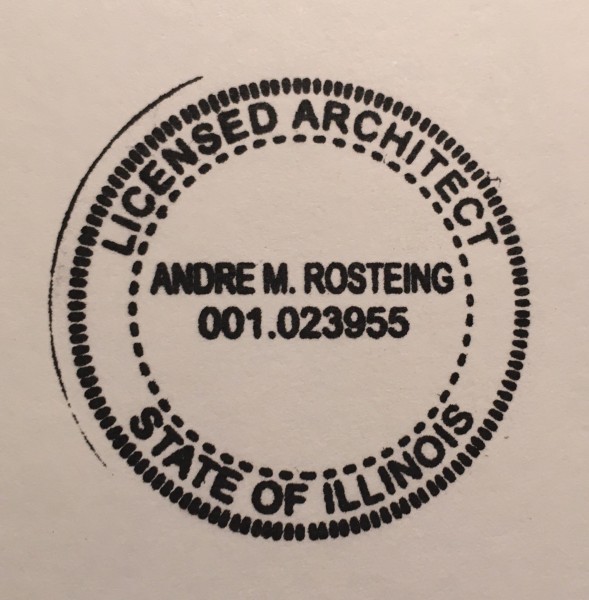 LICENSED ARCHITECT
ANDRE M. ROSTEING
001.023955
STATE OF ILLINOIS